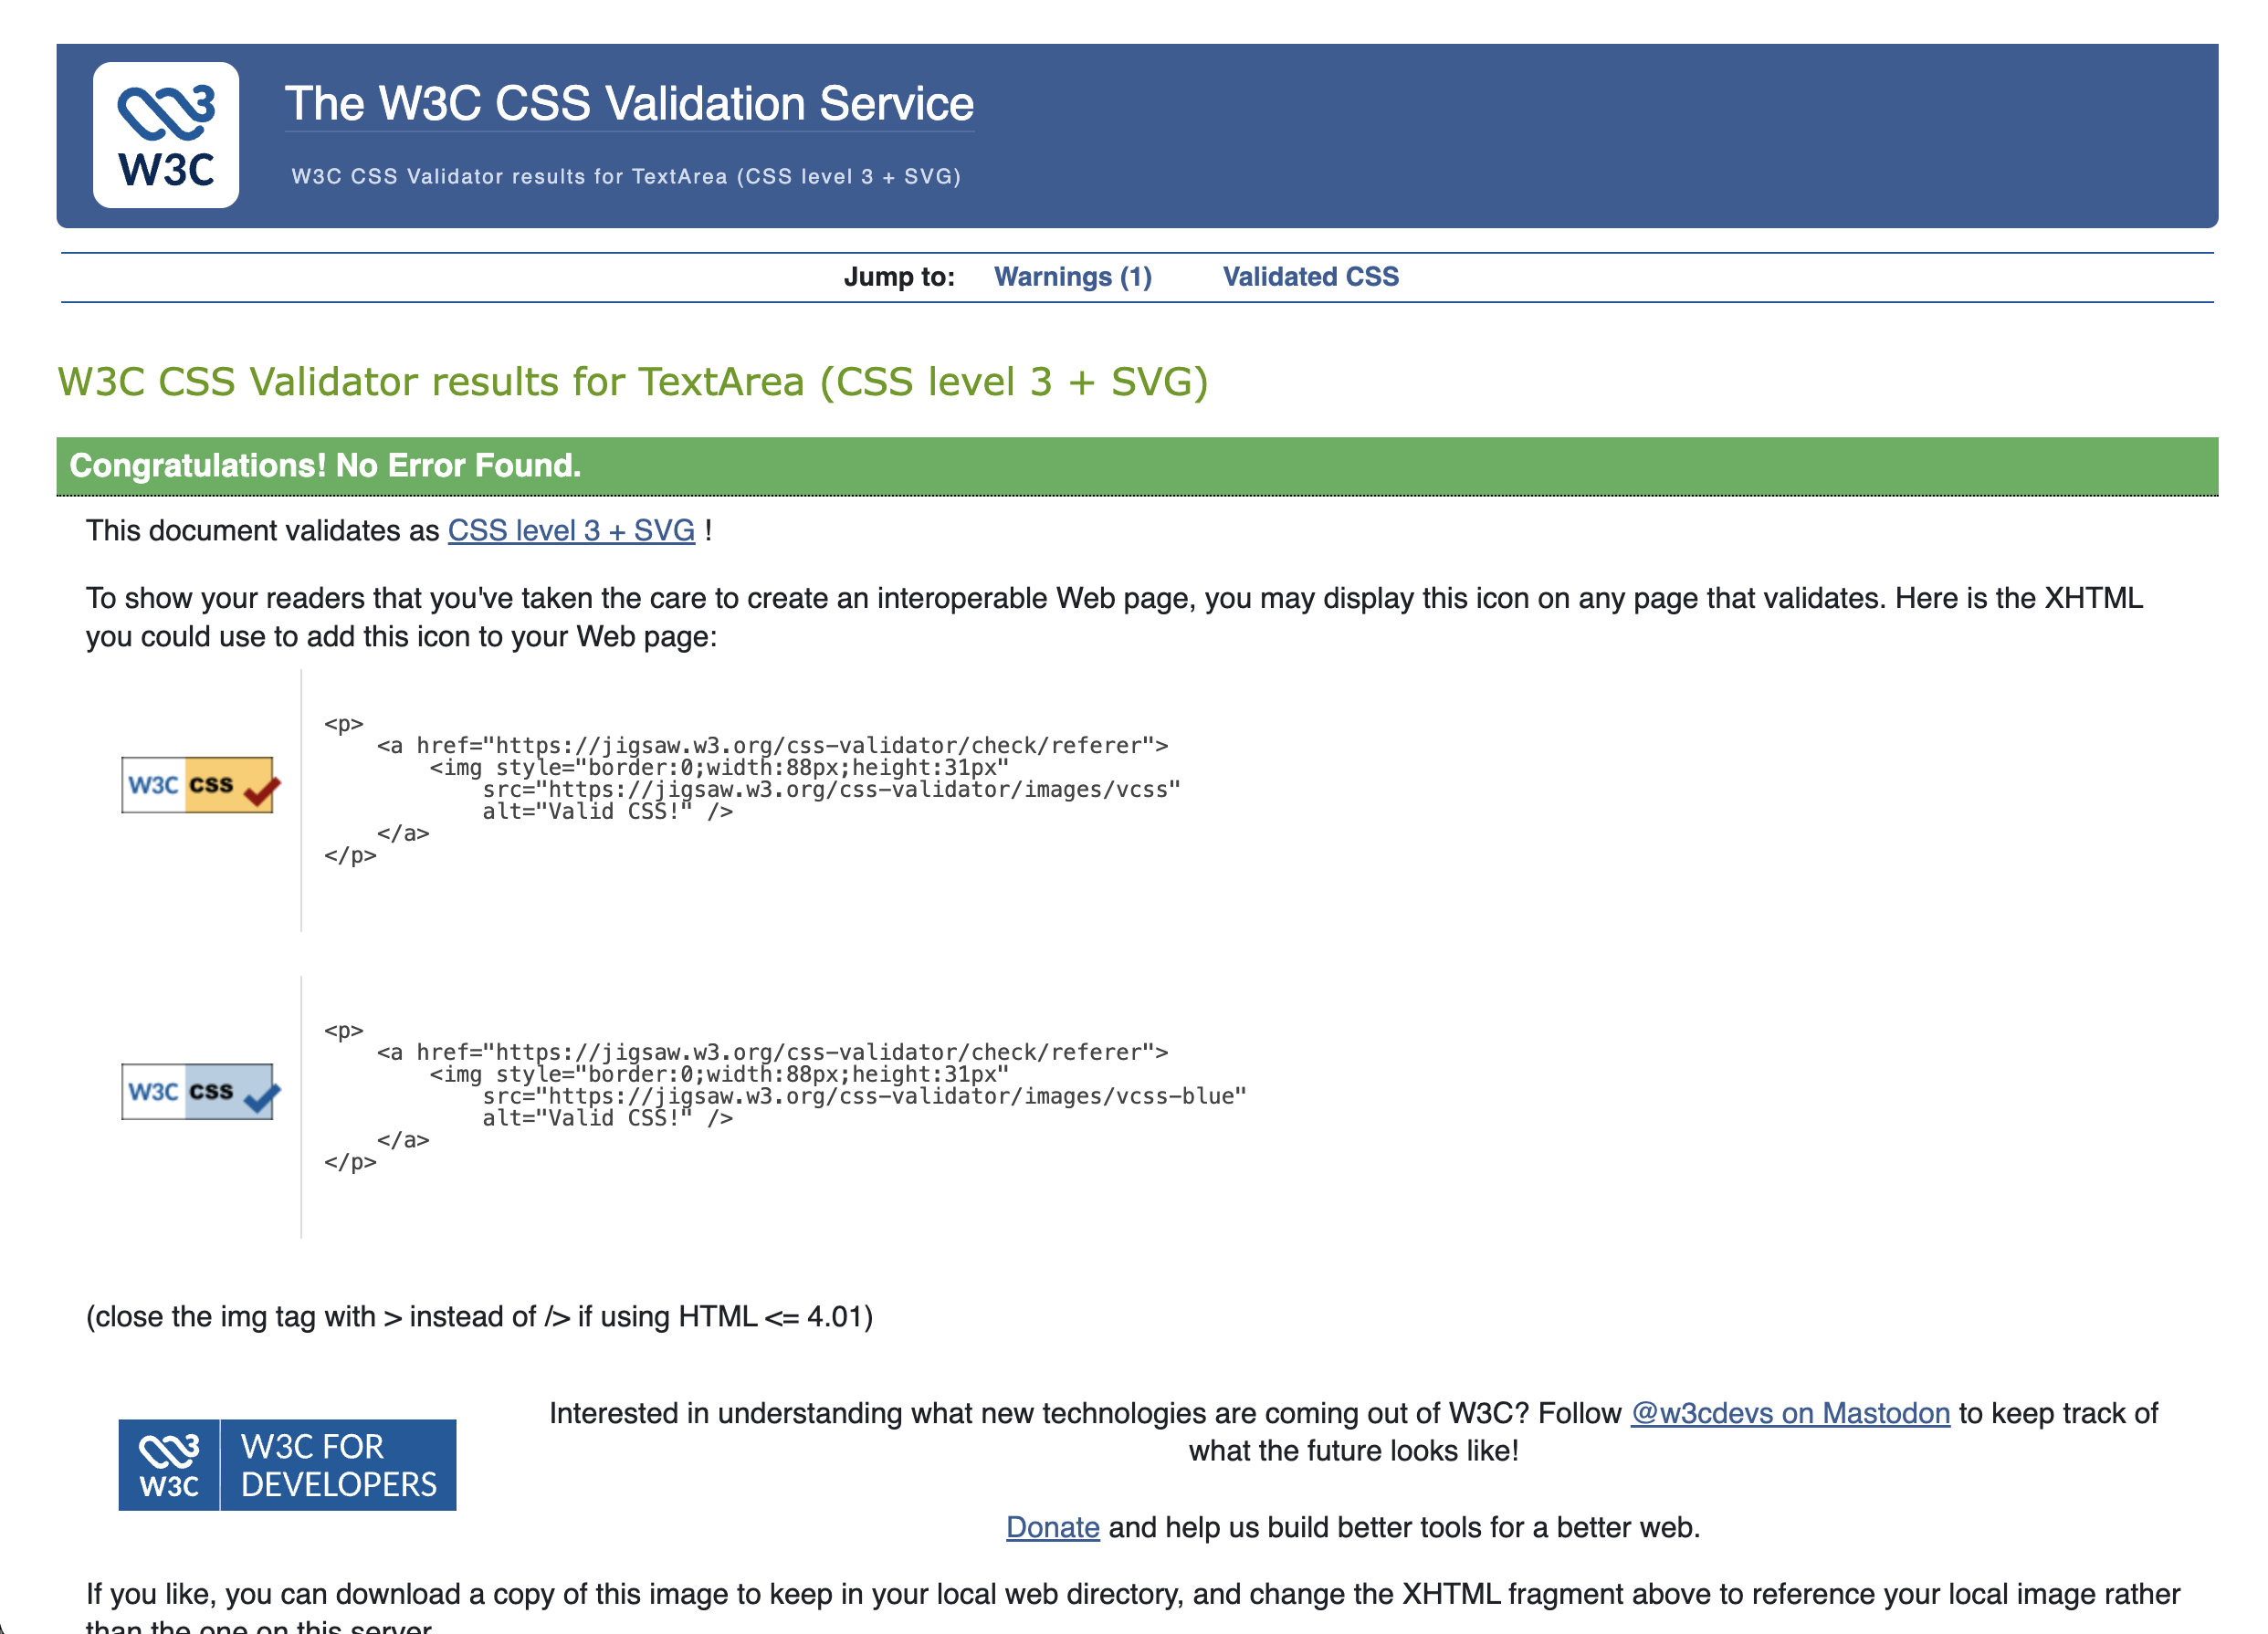 W3C
The W3C CSS Validation Service
W3C CSS Validator results for TextArea (CSS level 3 + SVG)
Jump to: Warnings (1) Validated CSS
W3C CSS Validator results for TextArea (CSS level 3 + SVG)
Congratulations! No Error Found.
This document validates as CSS level 3 + SVG !
To show your readers that you've taken the care to create an interoperable Web page, you may display this icon on any page that validates. Here is the XHTML
you could use to add this icon to your Web page:
W3C css
<p>
    <a href="https://jigsaw.w3.org/css-validator/check/referer">
        <img style="border:0;width:88px;height:31px"
            src="https://jigsaw.w3.org/css-validator/images/vcss"
            alt="Valid CSS!" />
    </a>
</p>
W3C css
<p>
    <a href="https://jigsaw.w3.org/css-validator/check/referer">
        <img style="border:0;width:88px;height:31px"
            src="https://jigsaw.w3.org/css-validator/images/vcss-blue"
            alt="Valid CSS!" />
    </a>
</p>
(close the img tag with > instead of /> if using HTML <= 4.01)
W3C
W3C FOR
DEVELOPERS
Interested in understanding what new technologies are coming out of W3C? Follow @w3cdevs on Mastodon to keep track of
what the future looks like!
Donate and help us build better tools for a better web.
If you like, you can download a copy of this image to keep in your local web directory, and change the XHTML fragment above to reference your local image rather
than the one on this server.